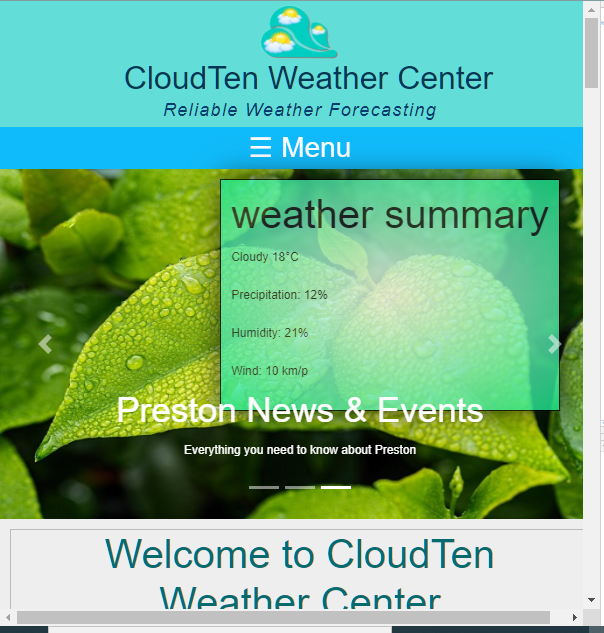 CloudTen Weather Center
Reliable Weather Forecasting
☰ Menu
weather summary
Cloudy 18°C
Precipitation: 12%
Humidity: 21%
Wind: 10 km/p
Preston News & Events
Everything you need to know about Preston
Welcome to CloudTen
Weather Center